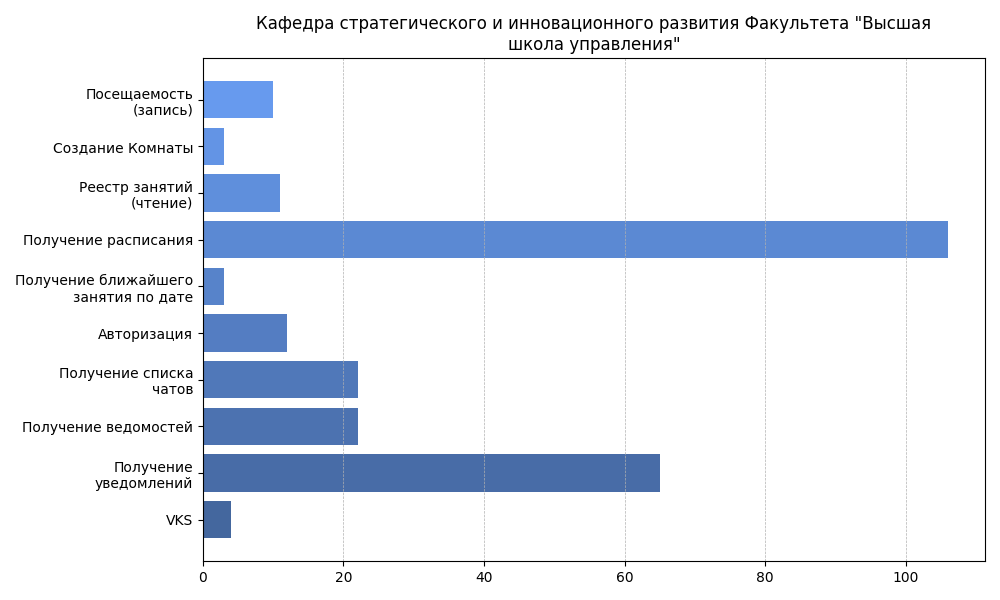 Кафедра стратегического и инновационного развития Факультета "Высшая
школа управления"
Посещаемость
(запись)
Создание Комнаты
Реестр занятий
(чтение)
Получение расписания
Получение ближайшего
занятия по дате
Авторизация
Получение списка
чатов
Получение ведомостей
Получение
уведомлений
VKS
0 20 40 60 80 100